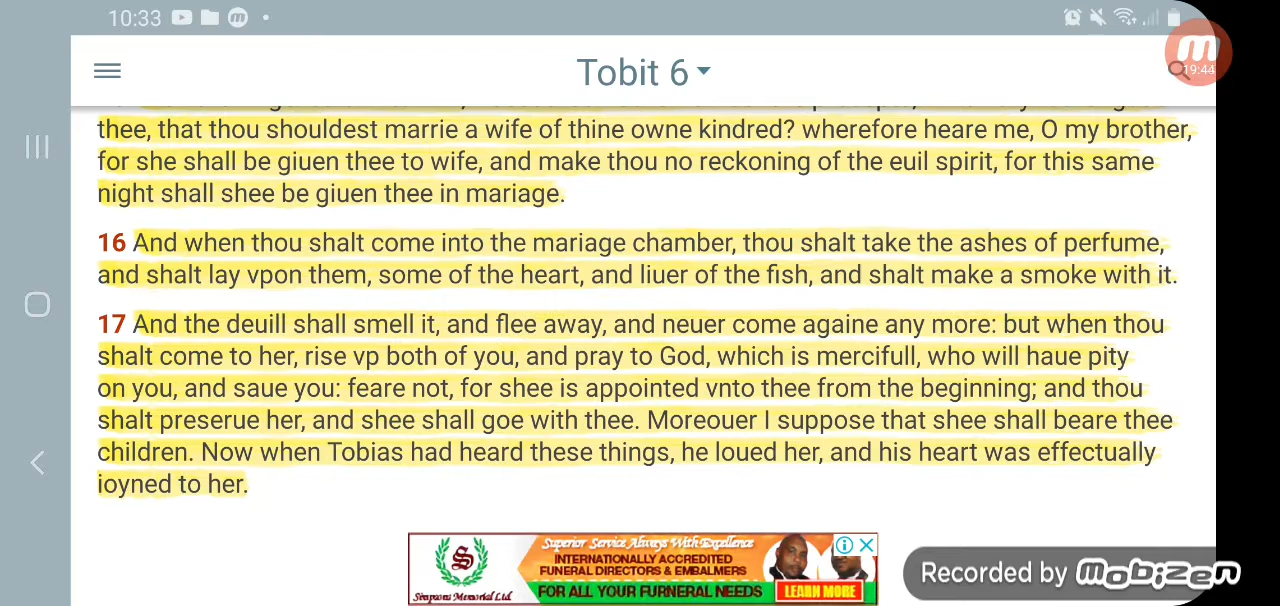 10:33
19:44
Tobit 6
thee, that thou shouldest marrie a wife of thine owne kindred? wherefore heare me, O my brother,
for she shall be giuen thee to wife, and make thou no reckoning of the euil spirit, for this same
night shall shee be giuen thee in mariage.
16 And when thou shalt come into the mariage chamber, thou shalt take the ashes of perfume,
and shalt lay vpon them, some of the heart, and liuer of the fish, and shalt make a smoke with it.
17 And the deuill shall smell it, and flee away, and neuer come againe any more: but when thou
shalt come to her, rise vp both of you, and pray to God, which is mercifull, who will haue pity
on you, and saue you: feare not, for shee is appointed vnto thee from the beginning; and thou
shalt preserue her, and shee shall goe with thee. Moreouer I suppose that shee shall beare thee
children. Now when Tobias had heard these things, he loued her, and his heart was effectually
ioyned to her.
Superior Service Always With Excellence
INTERNATIONALLY ACCREDITED
FUNERAL DIRECTORS & EMBALMERS
FOR ALL YOUR FURNERAL NEEDS
LEARN MORE
S
Simpsons Memorial Ltd.
Recorded by mobizen